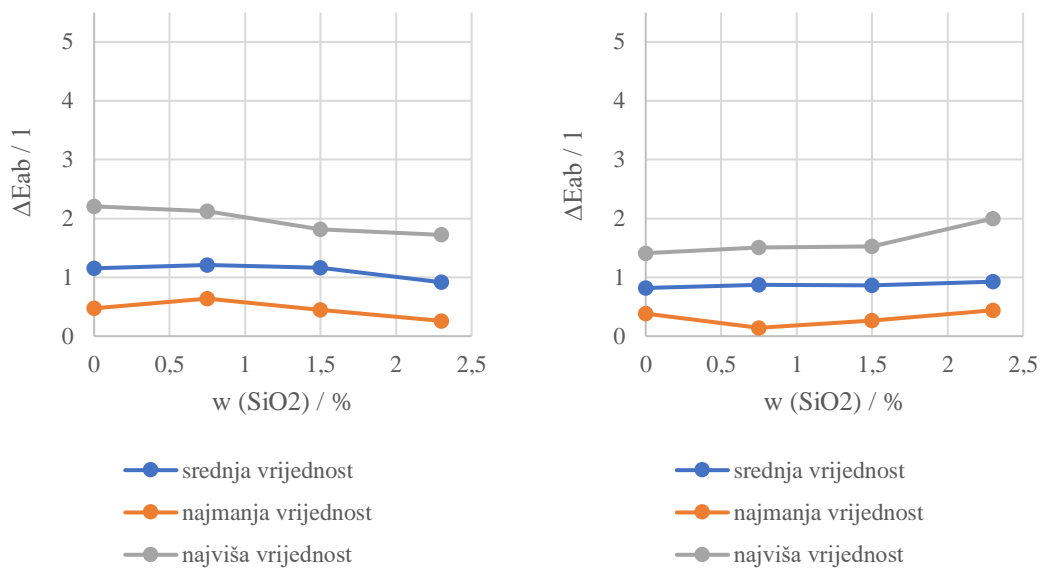 ΔEab / 1
5
4
3
2
1
0
0 0,5 1 1,5 2 2,5
w (SiO2) / %
srednja vrijednost
najmanja vrijednost
najviša vrijednost
ΔEab / 1
5
4
3
2
1
0
0 0,5 1 1,5 2 2,5
w (SiO2) / %
srednja vrijednost
najmanja vrijednost
najviša vrijednost